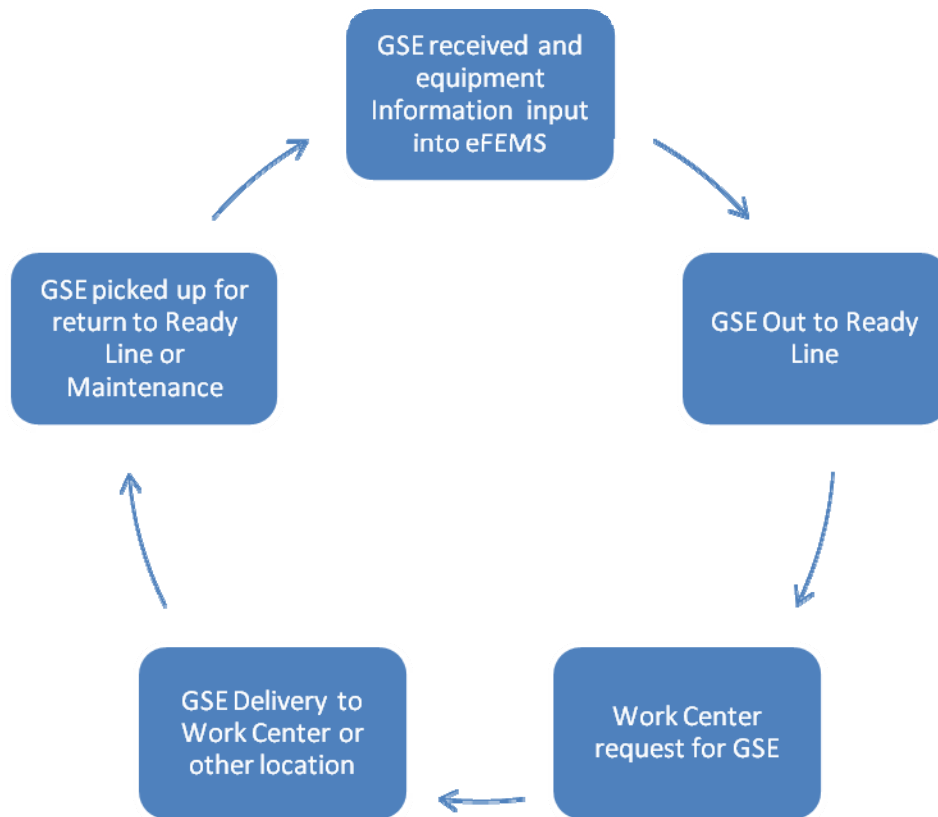 GSE received and
equipment
Information input
into eFEMS
GSE Out to Ready
Line
Work Center
request for GSE
GSE Delivery to
Work Center or
other location
GSE picked up for
return to Ready
Line or
Maintenance